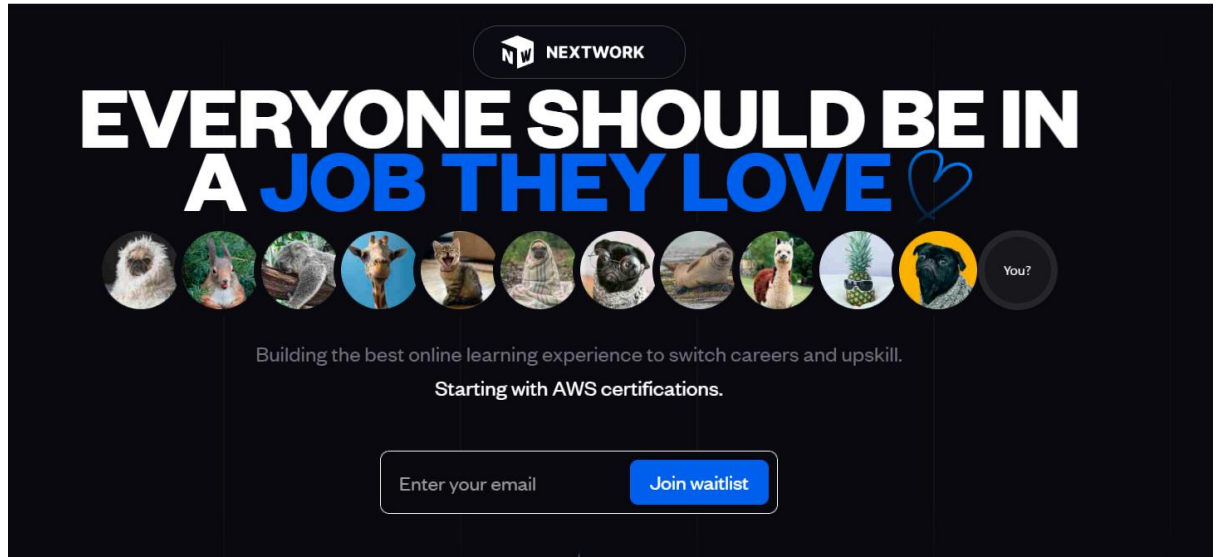 NW NEXTWORK
EVERYONE SHOULD BE IN
A JOB THEY LOVE
You?
Building the best online learning experience to switch careers and upskill.
Starting with AWS certifications.
Enter your email
Join waitlist